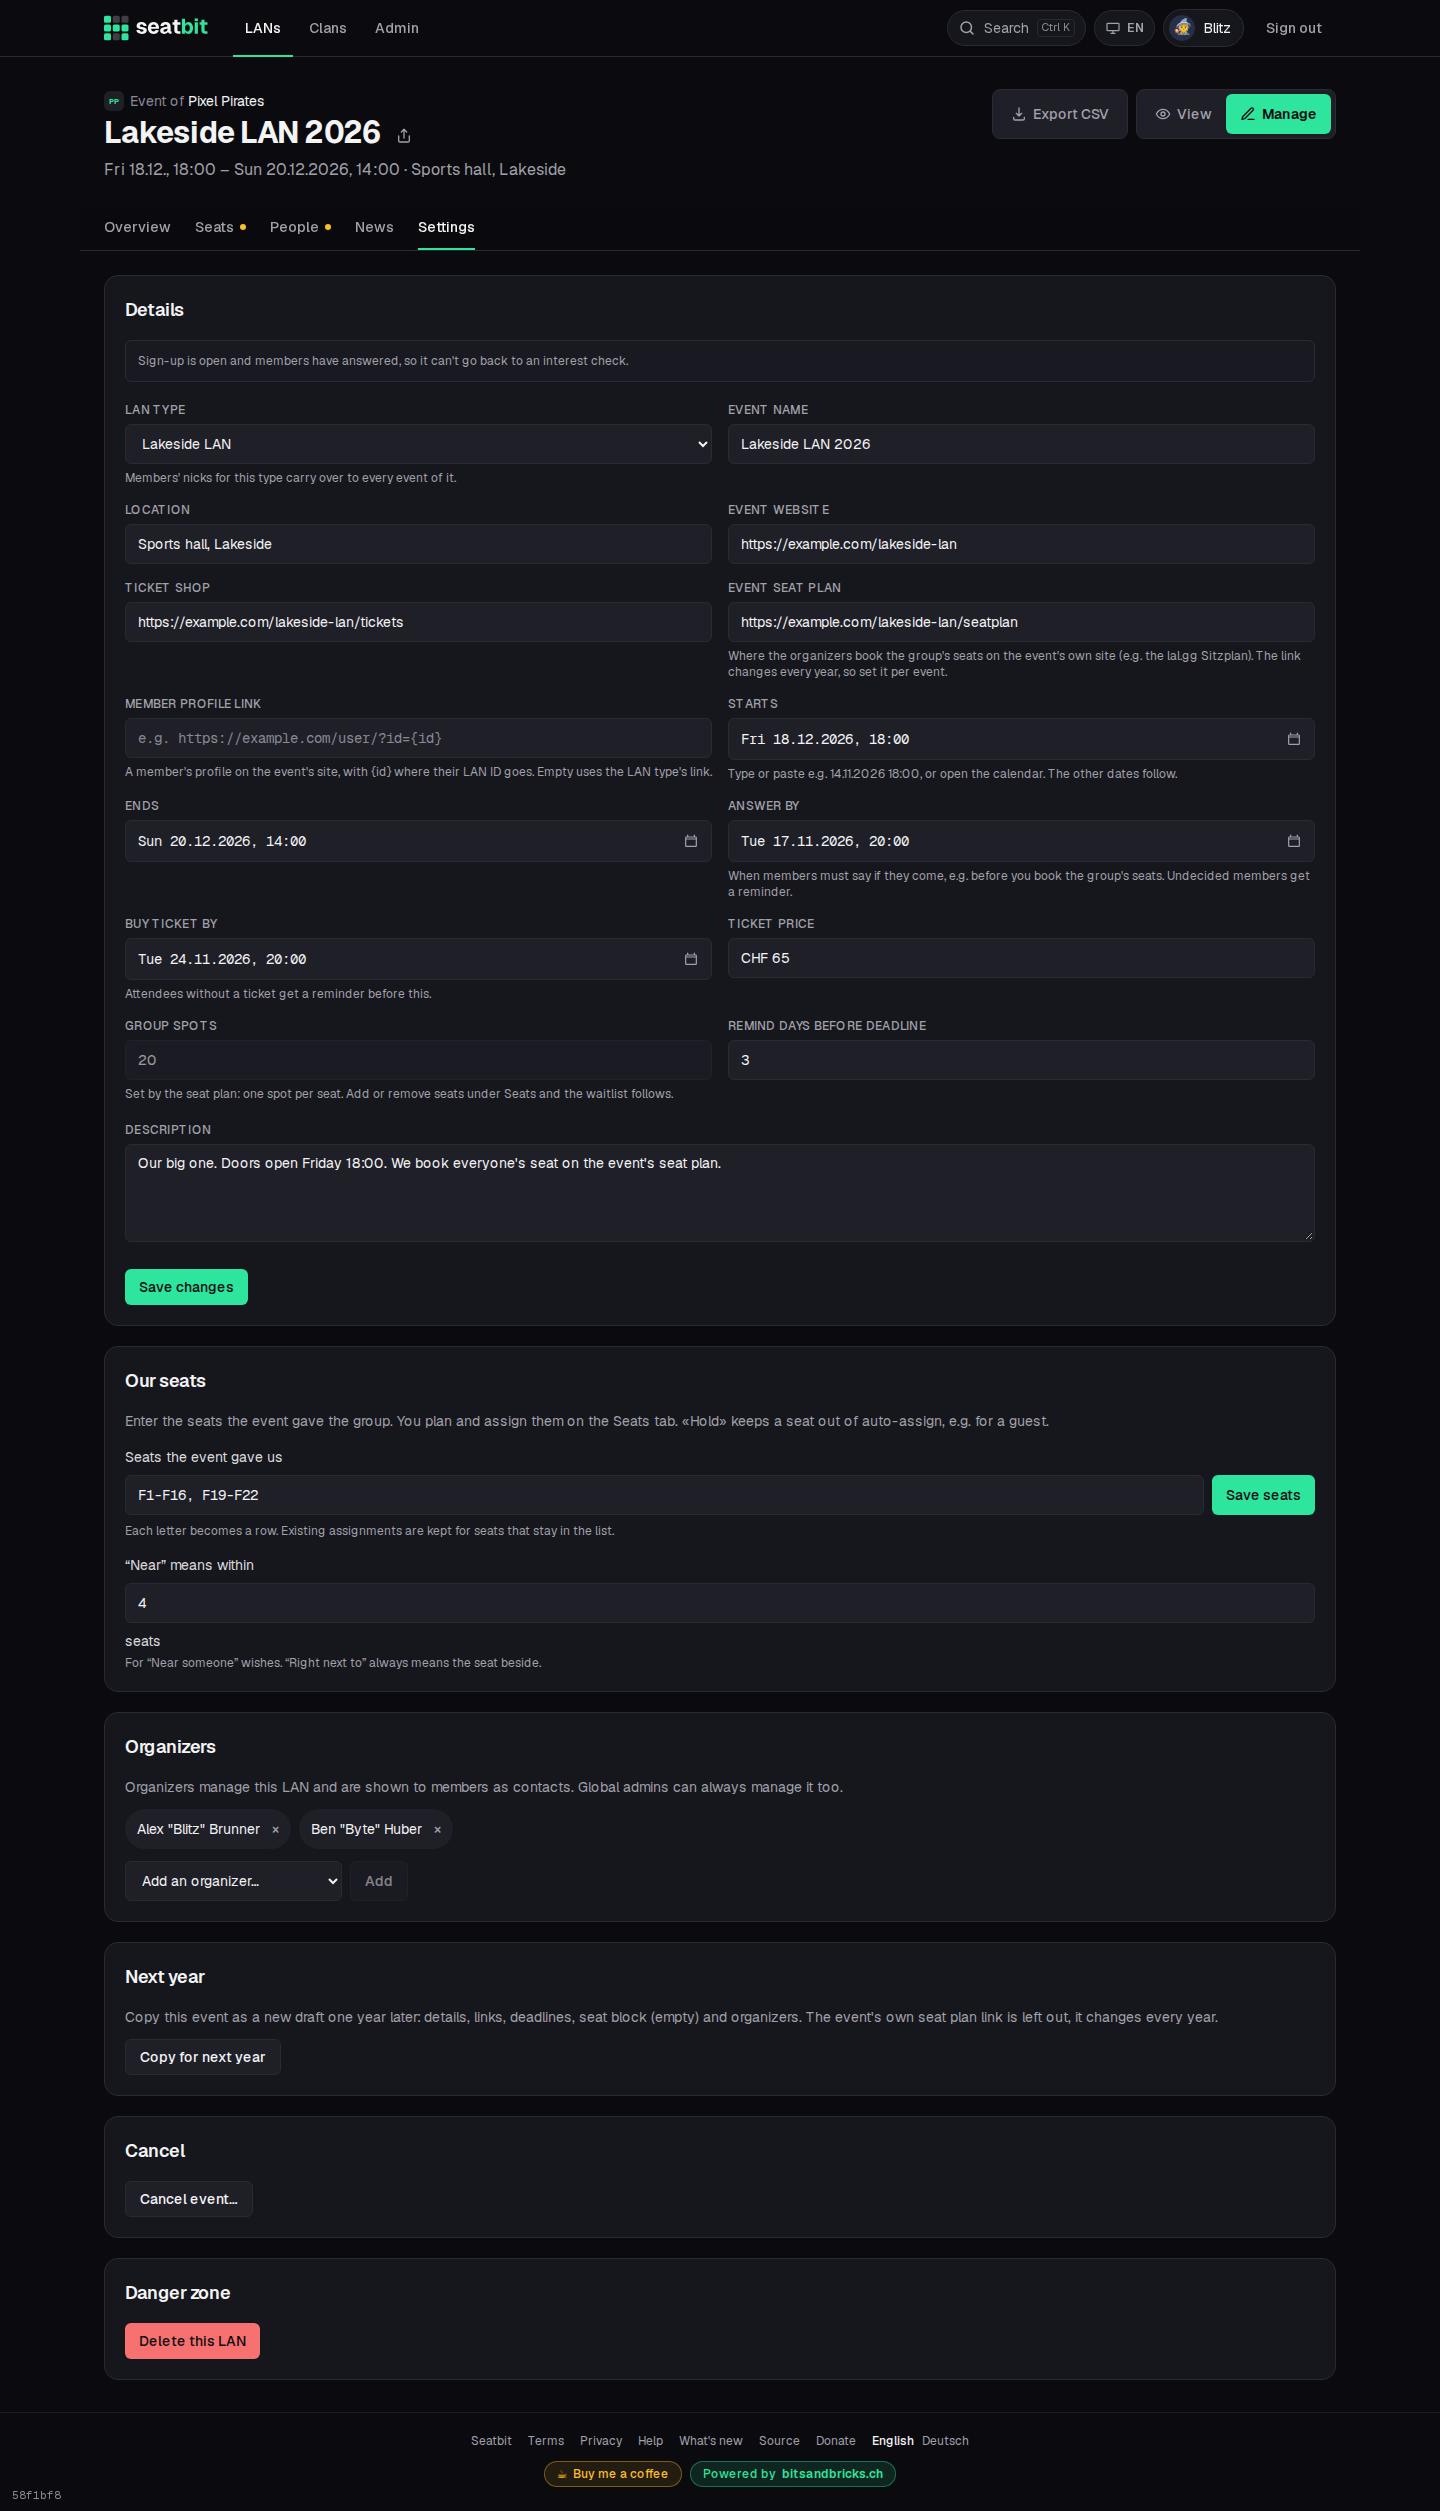 seatbit LANs Clans Admin Search Ctrl K EN Blitz Sign out
PP Event of Pixel Pirates
Lakeside LAN 2026
Fri 18.12., 18:00 – Sun 20.12.2026, 14:00 · Sports hall, Lakeside
Export CSV View Manage
Overview Seats People News Settings
Details
Sign-up is open and members have answered, so it can't go back to an interest check.
LAN TYPE EVENT NAME
Lakeside LAN Lakeside LAN 2026
Members' nicks for this type carry over to every event of it.
LOCATION EVENT WEBSITE
Sports hall, Lakeside https://example.com/lakeside-lan
TICKET SHOP EVENT SEAT PLAN
https://example.com/lakeside-lan/tickets https://example.com/lakeside-lan/seatplan
Where the organizers book the group's seats on the event's own site (e.g. the lal.gg Sitzplan). The link
changes every year, so set it per event.
MEMBER PROFILE LINK STARTS
e.g. https://example.com/user/?id={id} Fri 18.12.2026, 18:00
A member's profile on the event's site, with {id} where their LAN ID goes. Empty uses the LAN type's link. Type or paste e.g. 14.11.2026 18:00, or open the calendar. The other dates follow.
ENDS ANSWER BY
Sun 20.12.2026, 14:00 Tue 17.11.2026, 20:00
When members must say if they come, e.g. before you book the group's seats. Undecided members get
a reminder.
BUY TICKET BY TICKET PRICE
Tue 24.11.2026, 20:00 CHF 65
Attendees without a ticket get a reminder before this.
GROUP SPOTS REMIND DAYS BEFORE DEADLINE
20 3
Set by the seat plan: one spot per seat. Add or remove seats under Seats and the waitlist follows.
DESCRIPTION
Our big one. Doors open Friday 18:00. We book everyone's seat on the event's seat plan.
Save changes
Our seats
Enter the seats the event gave the group. You plan and assign them on the Seats tab. «Hold» keeps a seat out of auto-assign, e.g. for a guest.
Seats the event gave us
F1-F16, F19-F22 Save seats
Each letter becomes a row. Existing assignments are kept for seats that stay in the list.
“Near” means within
4
seats
For “Near someone” wishes. “Right next to” always means the seat beside.
Organizers
Organizers manage this LAN and are shown to members as contacts. Global admins can always manage it too.
Alex "Blitz" Brunner × Ben "Byte" Huber ×
Add an organizer… Add
Next year
Copy this event as a new draft one year later: details, links, deadlines, seat block (empty) and organizers. The event's own seat plan link is left out, it changes every year.
Copy for next year
Cancel
Cancel event…
Danger zone
Delete this LAN
Seatbit Terms Privacy Help What's new Source Donate English Deutsch
Buy me a coffee Powered by bitsandbricks.ch
58f1bf8